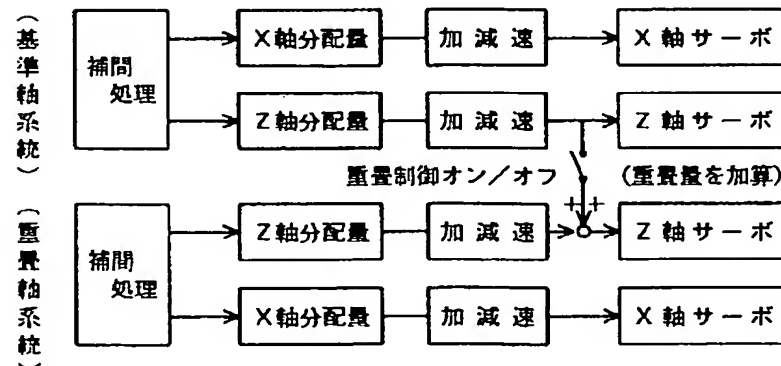 （基準軸系統）
補間
処理
X軸分配量
加減速
X軸サーボ
Z軸分配量
加減速
Z軸サーボ
重畳制御オン／オフ
（重畳量を加算）
＋
＋
（重畳軸系統）
補間
処理
Z軸分配量
加減速
Z軸サーボ
X軸分配量
加減速
X軸サーボ